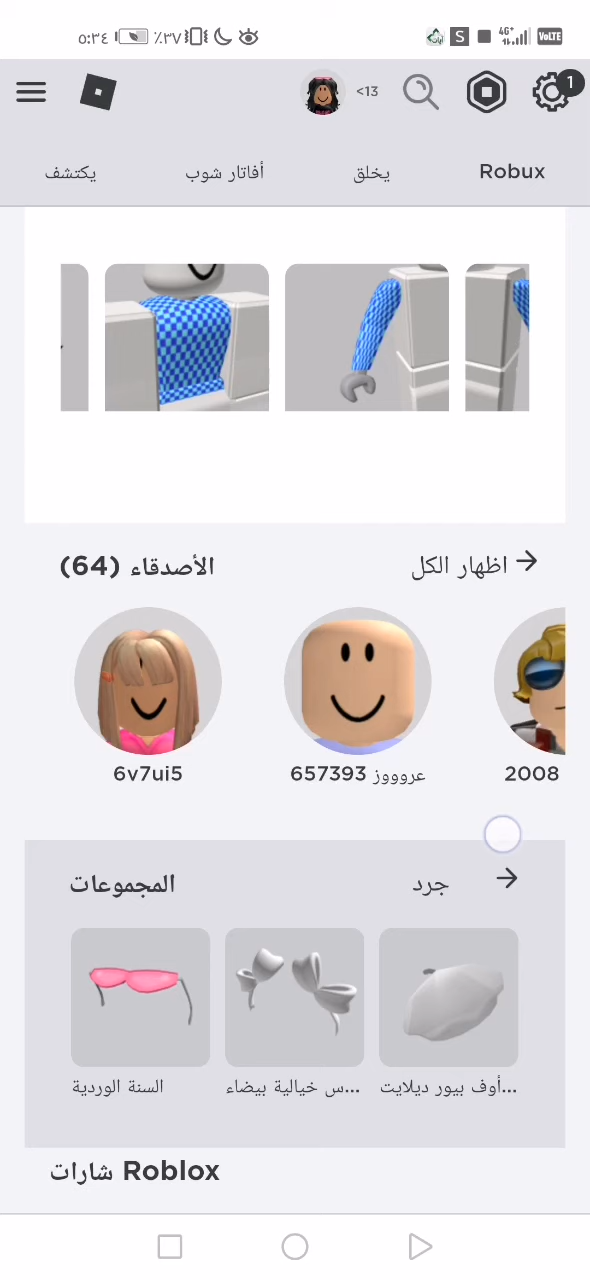 ٥:٣٤ ٪٣٧ S 4G+ VoLTE
<13 1
Robux يخلق أفاتار شوب يكتشف
الأصدقاء (64) اظهار الكل
6v7ui5 عروووز 657393 2008
المجموعات جرد
السنة الوردية ...س خيالية بيضاء ...أوف بيور ديلايت
شارات Roblox